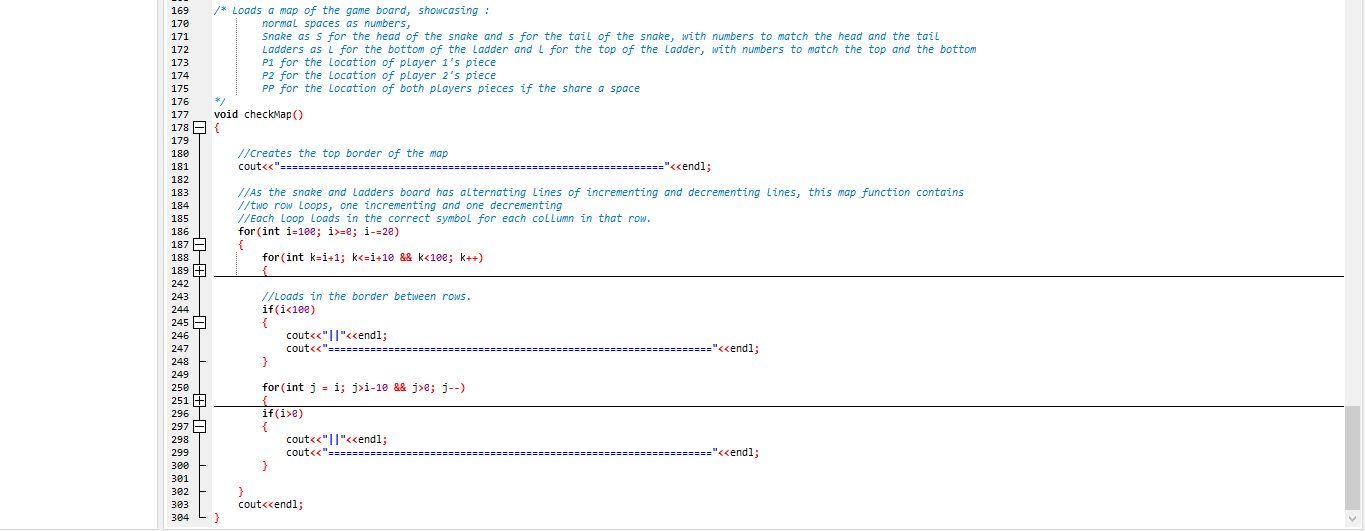 169 /* Loads a map of the game board, showcasing :
170 normal spaces as numbers,
171 Snake as S for the head of the snake and s for the tail of the snake, with numbers to match the head and the tail
172 Ladders as L for the bottom of the ladder and l for the top of the ladder, with numbers to match the top and the bottom
173 P1 for the location of player 1's piece
174 P2 for the location of player 2's piece
175 PP for the location of both players pieces if the share a space
176 */
177 void checkMap()
178 {
179
180 //Creates the top border of the map
181 cout<<"================================================================"<<endl;
182
183 //As the snake and ladders board has alternating lines of incrementing and decrementing lines, this map function contains
184 //two row loops, one incrementing and one decrementing
185 //Each loop loads in the correct symbol for each collumn in that row.
186 for(int i=100; i>=0; i-=20)
187 {
188 for(int k=i+1; k<=i+10 && k<100; k++)
189 {
242
243 //Loads in the border between rows.
244 if(i<100)
245 {
246 cout<<"||"<<endl;
247 cout<<"================================================================"<<endl;
248 }
249
250 for(int j = i; j>i-10 && j>0; j--)
251 {
296 if(i>0)
297 {
298 cout<<"||"<<endl;
299 cout<<"================================================================"<<endl;
300 }
301
302 }
303 cout<<endl;
304 }